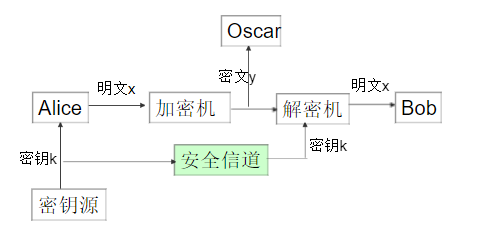 Oscar
密文y
明文x
明文x
Alice
加密机
解密机
Bob
密钥k
安全信道
密钥k
密钥源